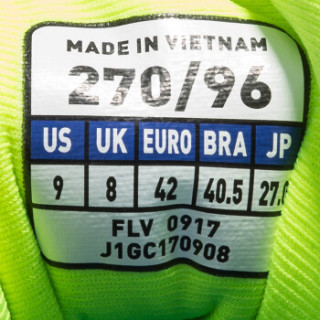 MADE IN VIETNAM
270/96
US UK EURO BRA JP
9 8 42 40.5
FLV 0917
J1GC170908